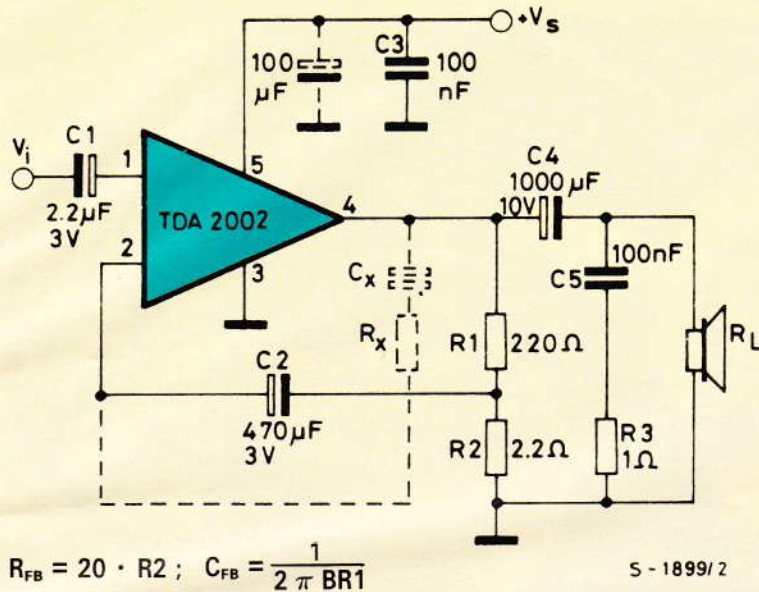 +Vs
100 µF
C3
100 nF
Vi
C1
1
5
2.2µF
3V
TDA 2002
4
2
3
C4
1000 µF
10V
100nF
C5
Cx
Rx
R1
220Ω
RL
C2
470µF
3V
R2
2.2Ω
R3
1Ω
RFB = 20 · R2 ; CFB = 1 / 2 π BR1
S-1899/2